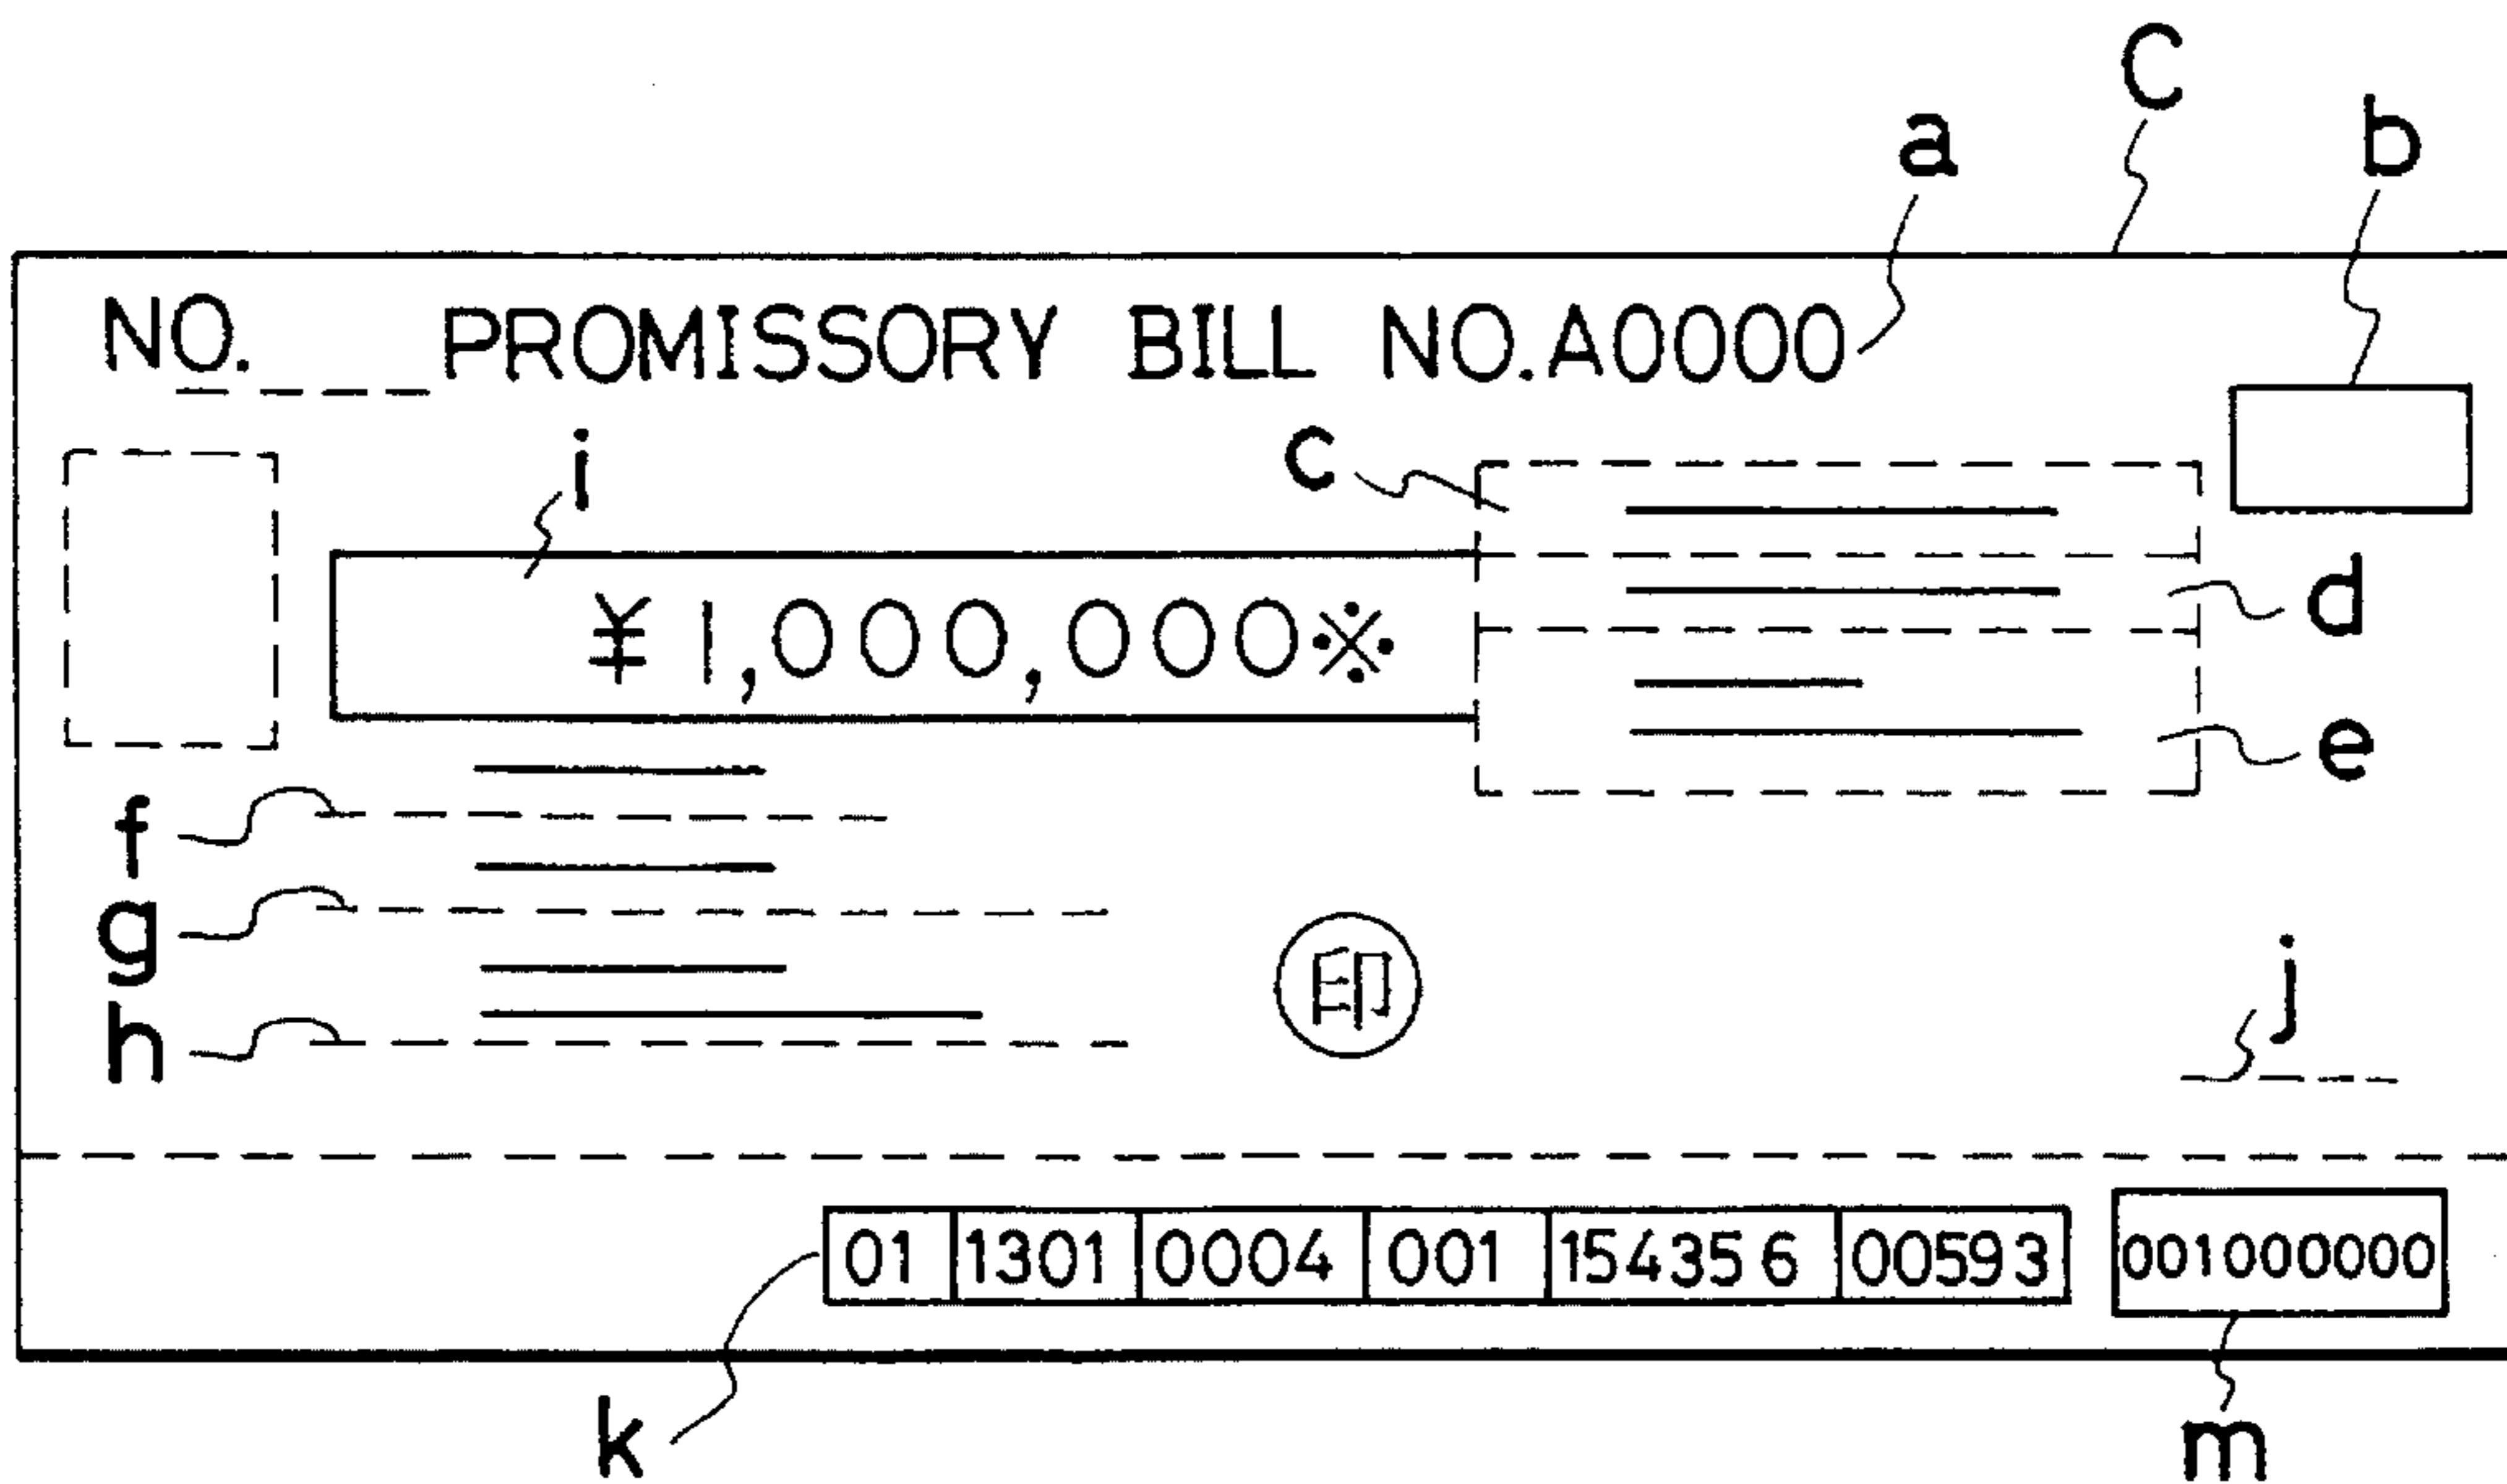 C
a
b
NO. PROMISSORY BILL NO.A0000
i
c
¥1,000,000※
d
e
f
g
印
j
h
01 1301 0004 001 154356 00593 001000000
k
m